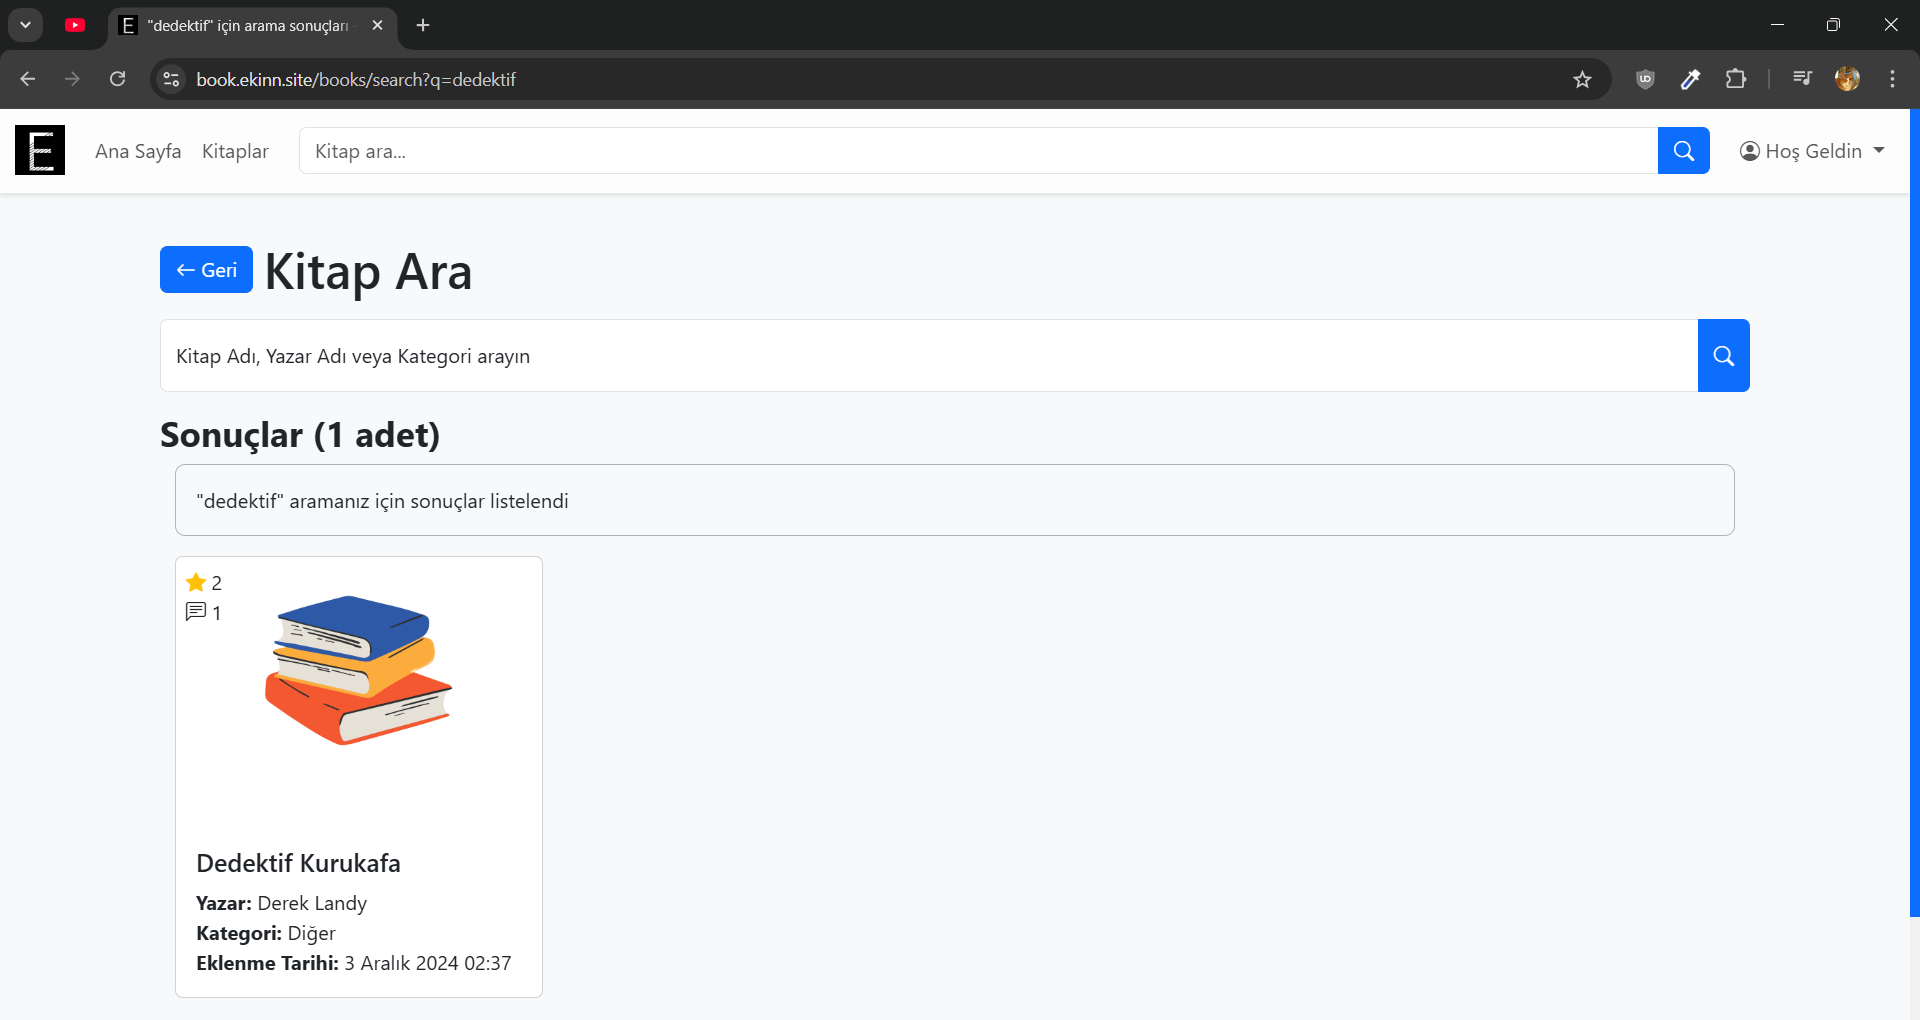 "dedektif" için arama sonuçları
book.ekinn.site/books/search?q=dedektif
E
Ana Sayfa
Kitaplar
Kitap ara...
Hoş Geldin
← Geri
Kitap Ara
Kitap Adı, Yazar Adı veya Kategori arayın
Sonuçlar (1 adet)
"dedektif" aramanız için sonuçlar listelendi
2
1
Dedektif Kurukafa
Yazar: Derek Landy
Kategori: Diğer
Eklenme Tarihi: 3 Aralık 2024 02:37